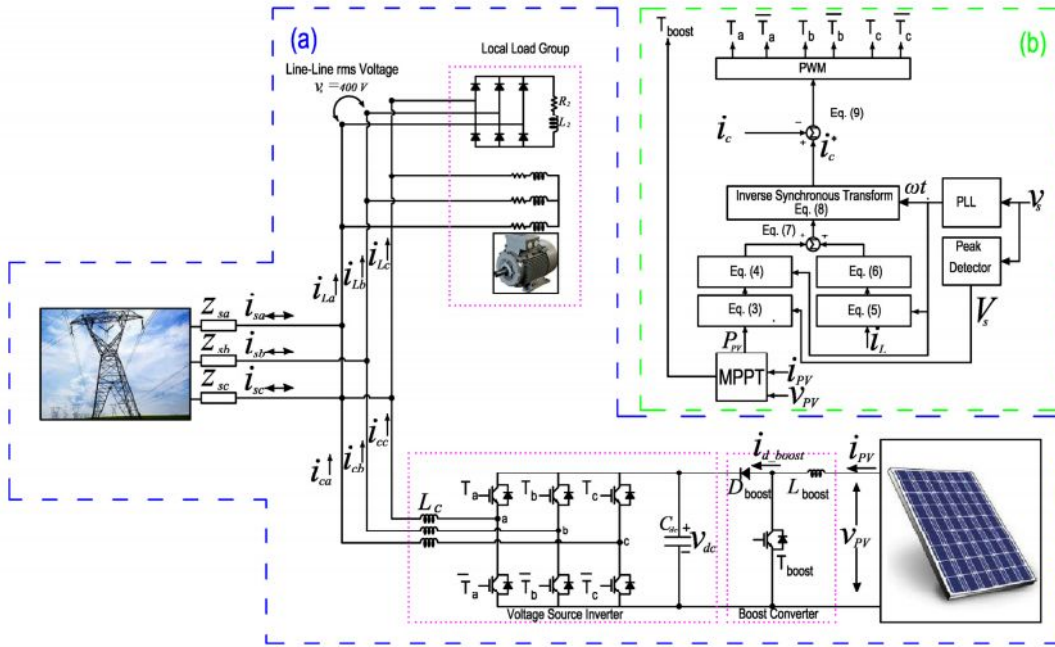 (a)
Local Load Group
Line-Line rms Voltage
v_s=400 V
R_2
L_2
i_La
i_Lb
i_Lc
Z_sa
i_sa
Z_sb
i_sb
Z_sc
i_sc
i_ca
i_cb
i_cc
L_c
T_a
T_b
T_c
a
b
c
T̅_a
T̅_b
T̅_c
Voltage Source Inverter
C_dc
+
v_dc
−
i_d_boost
D_boost
L_boost
T_boost
Boost Converter
i_PV
v_PV
(b)
T_boost
T_a
T̅_a
T_b
T̅_b
T_c
T̅_c
PWM
Eq. (9)
i_c
−
Σ
+
i_c*
Inverse Synchronous Transform
Eq. (8)
ωt
PLL
v_s
Eq. (7)
+
Σ
+
Peak
Detector
Eq. (4)
Eq. (6)
Eq. (3)
Eq. (5)
V_s
P_PV
i_L
MPPT
i_PV
v_PV